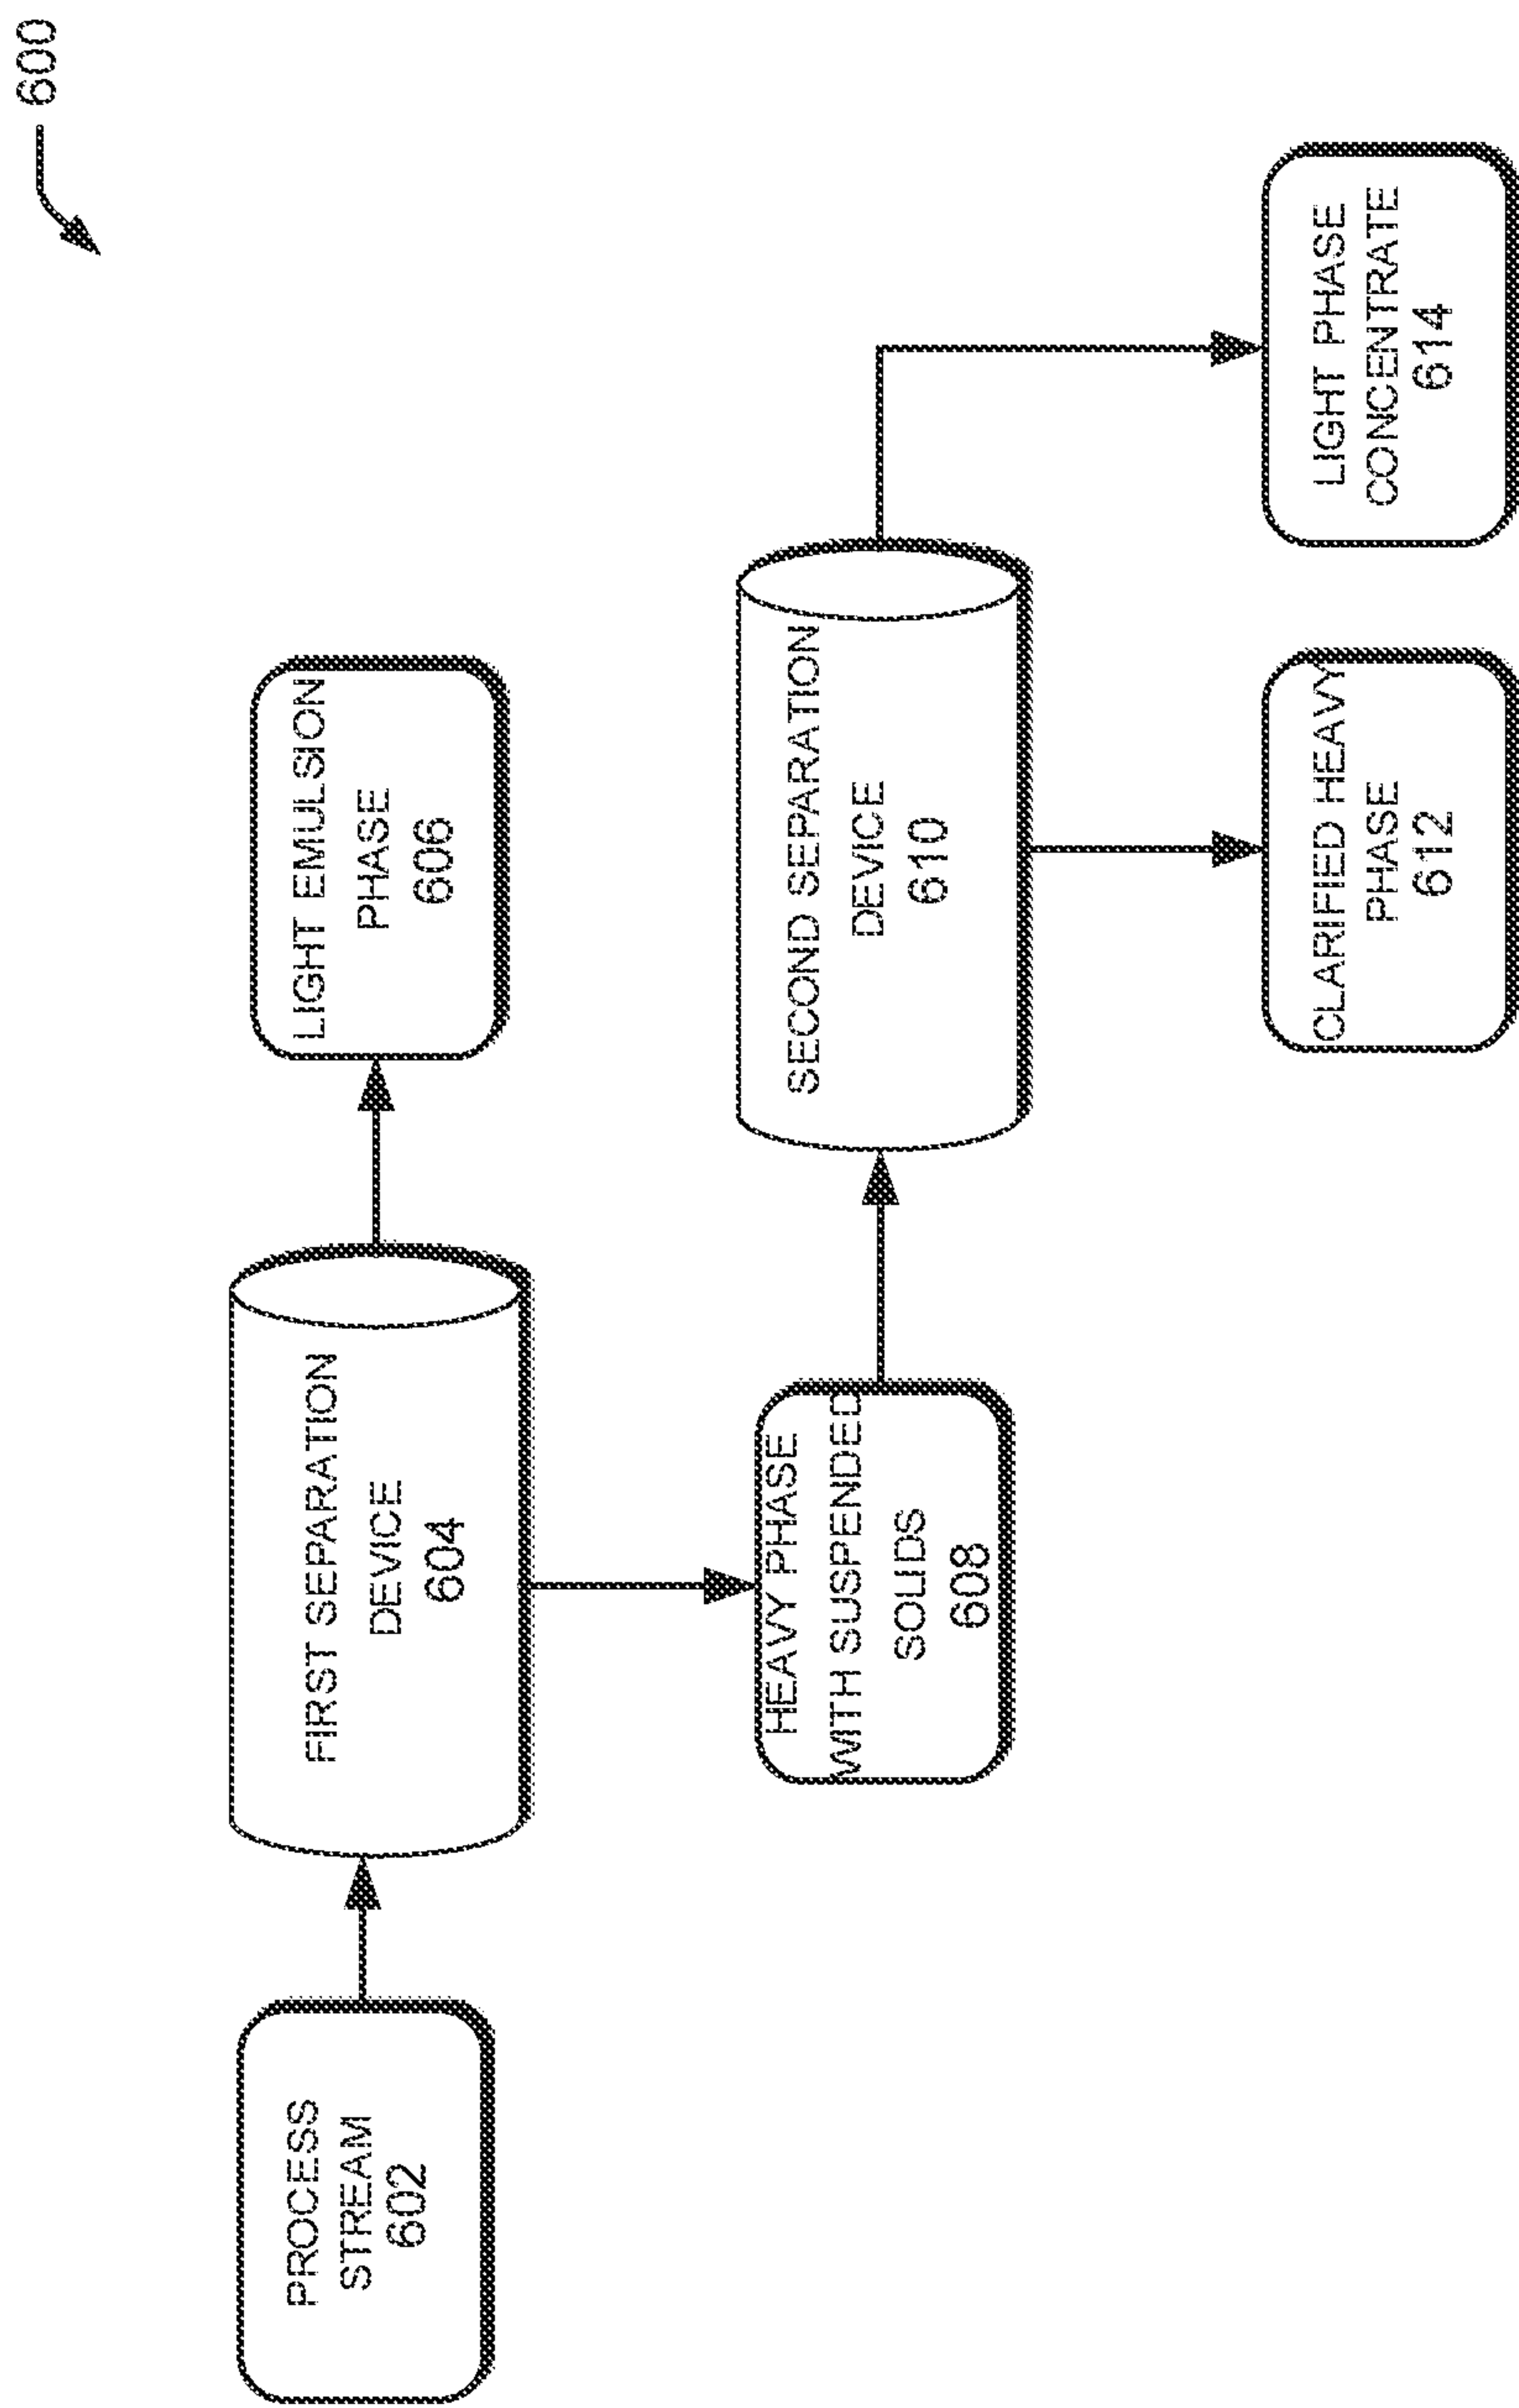 600
PROCESS
STREAM
602
FIRST SEPARATION
DEVICE
604
LIGHT EMULSION
PHASE
606
HEAVY PHASE
WITH SUSPENDED
SOLIDS
608
SECOND SEPARATION
DEVICE
610
CLARIFIED HEAVY
PHASE
612
LIGHT PHASE
CONCENTRATE
614